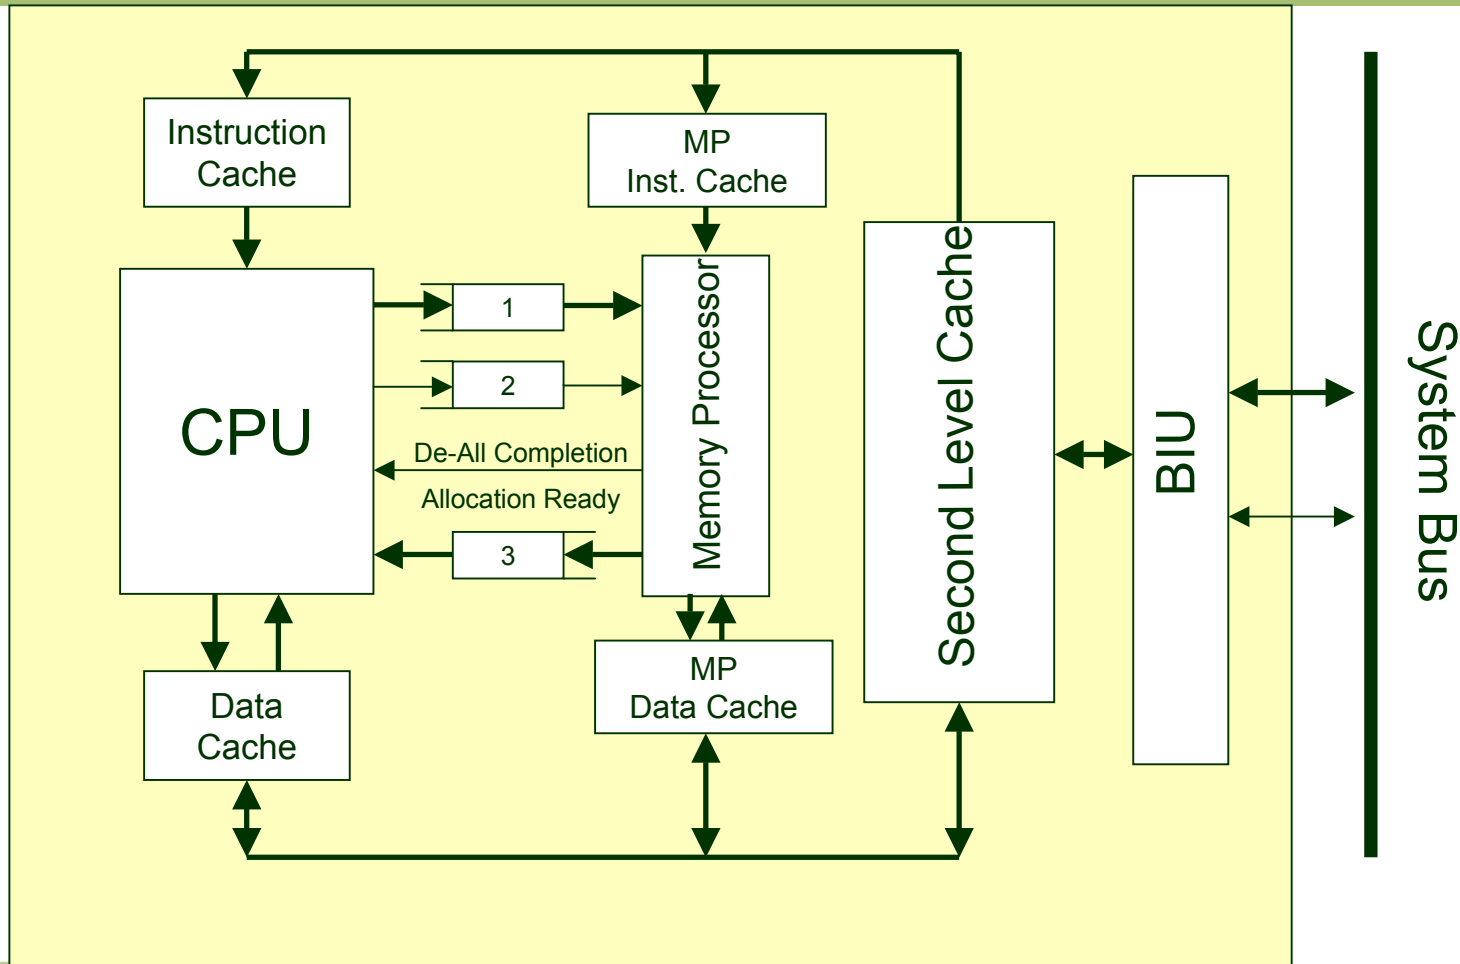 Instruction
Cache
MP
Inst. Cache
CPU
1
2
De-All Completion
Allocation Ready
3
Memory Processor
Second Level Cache
BIU
System Bus
Data
Cache
MP
Data Cache